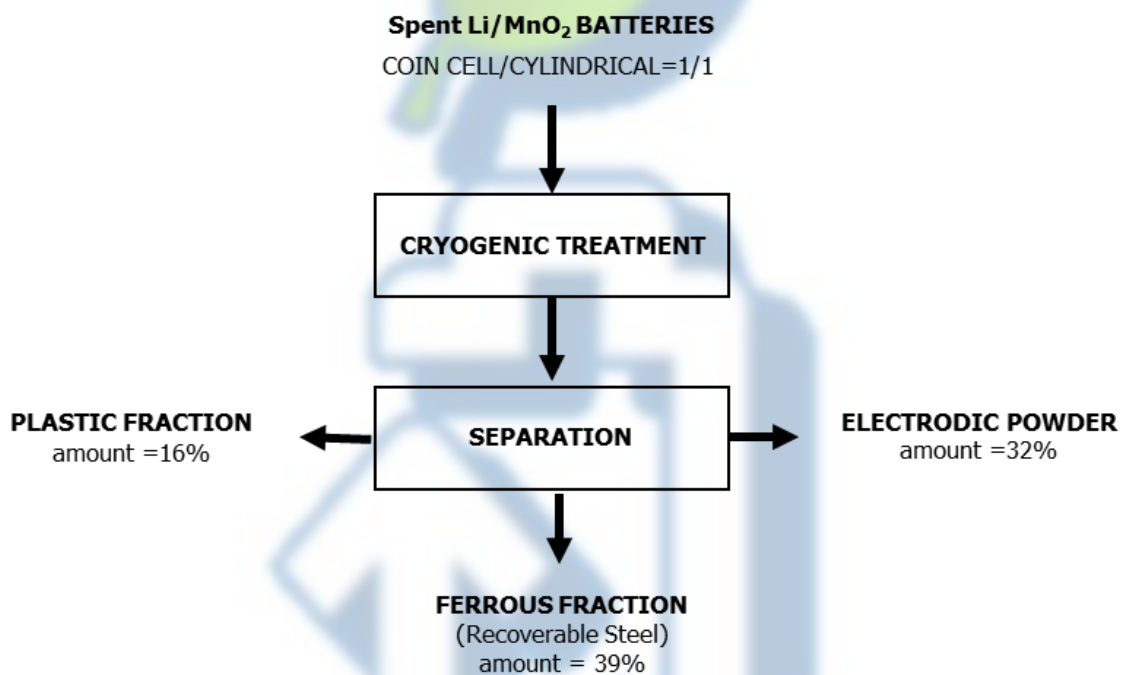 Spent Li/MnO₂ BATTERIES
COIN CELL/CYLINDRICAL=1/1
CRYOGENIC TREATMENT
PLASTIC FRACTION
amount =16%
SEPARATION
ELECTRODIC POWDER
amount =32%
FERROUS FRACTION
(Recoverable Steel)
amount = 39%